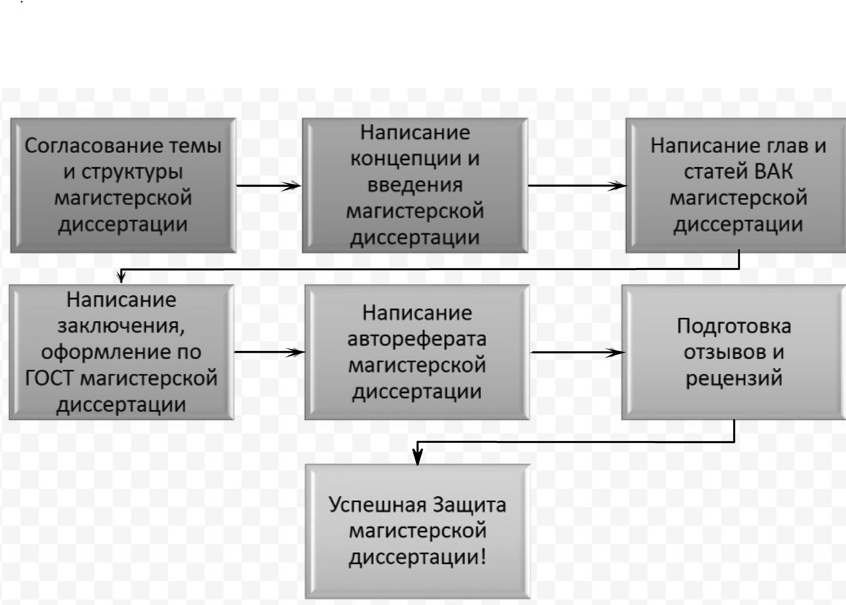 Согласование темы
и структуры
магистерской
диссертации
Написание
концепции и
введения
магистерской
диссертации
Написание глав и
статей ВАК
магистерской
диссертации
Написание
заключения,
оформление по
ГОСТ магистерской
диссертации
Написание
автореферата
магистерской
диссертации
Подготовка
отзывов и
рецензий
Успешная Защита
магистерской
диссертации!